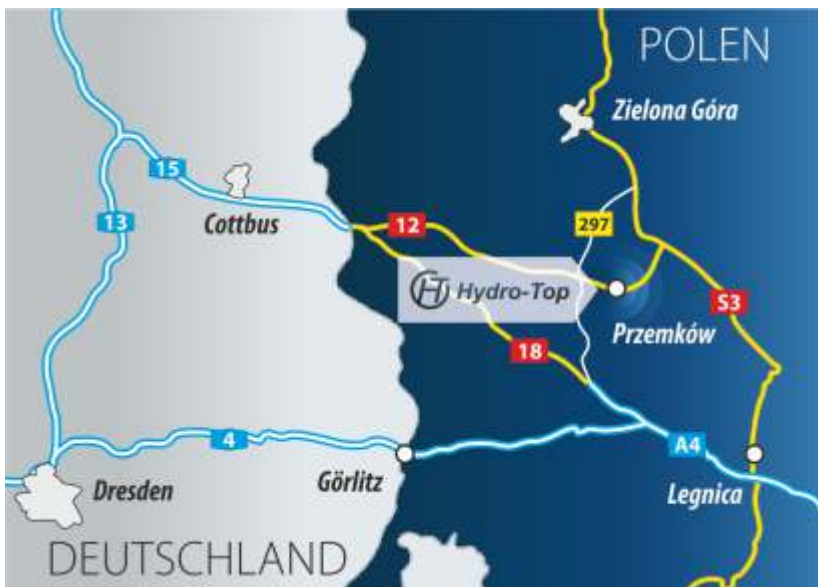 POLEN
Zielona Góra
15
13
Cottbus
12
297
HT Hydro-Top
S3
Przemków
18
4
A4
Görlitz
Dresden
Legnica
DEUTSCHLAND